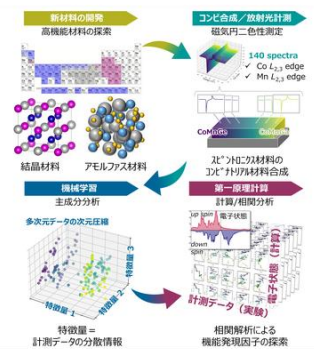 新材料の開発
高機能材料の探索
結晶材料
アモルファス材料
コンビ合成／放射光計測
磁気円二色性測定
140 spectra
✓ Co L2,3 edge
✓ Mn L2,3 edge
CoMnGe
スピントロニクス材料の
コンビナトリアル材料合成
機械学習
主成分分析
多次元データの次元圧縮
特徴量 1
特徴量 2
特徴量 3
特徴量＝
計測データの分散情報
第一原理計算
計算/相関分析
up spin
電子状態
down
spin
電子状態（計算）
計測データ（実験）
相関解析による
機能発現因子の探索